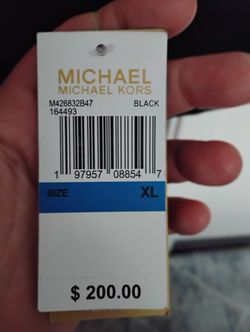 MICHAEL
MICHAEL KORS
M426832B47 BLACK
164493
1 97957 08854 7
SIZE XL
$ 200.00